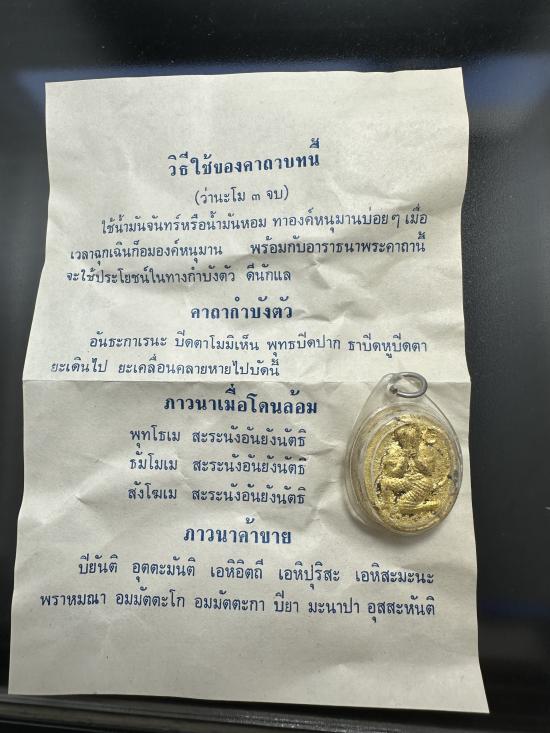 วิธีใช้ของคาถาบทนี้
(ว่านะโม ๓ จบ)
ใช้น้ำมันจันทร์หรือน้ำมันหอม ทาองค์หนุมานบ่อยๆ เมื่อ
เวลาฉุกเฉินก็อมองค์หนุมาน พร้อมกับอาราธนาพระคาถานี้
จะใช้ประโยชน์ในทางกำบังตัว ดีนักแล
คาถากำบังตัว
อันธะกาเรนะ ปิดตาโมมิเห็น พุทธปิดปาก ธาปิดหูปิดตา
ยะเดินไป ยะเคลื่อนคลายหายไปบัดนี้
ภาวนาเมื่อโดนล้อม
พุทโธเม สะระนังอันยังนัตธิ
ธัมโมเม สะระนังอันยังนัตธิ
สังโฆเม สะระนังอันยังนัตธิ
ภาวนาค้าขาย
ปิยันติ อุตตะมันติ เอหิอิตถี เอหิปุริสะ เอหิสะมะนะ
พราหมณา อมมัตตะโก อมมัตตะกา ปิยา มะนาปา อุสสะหันติ